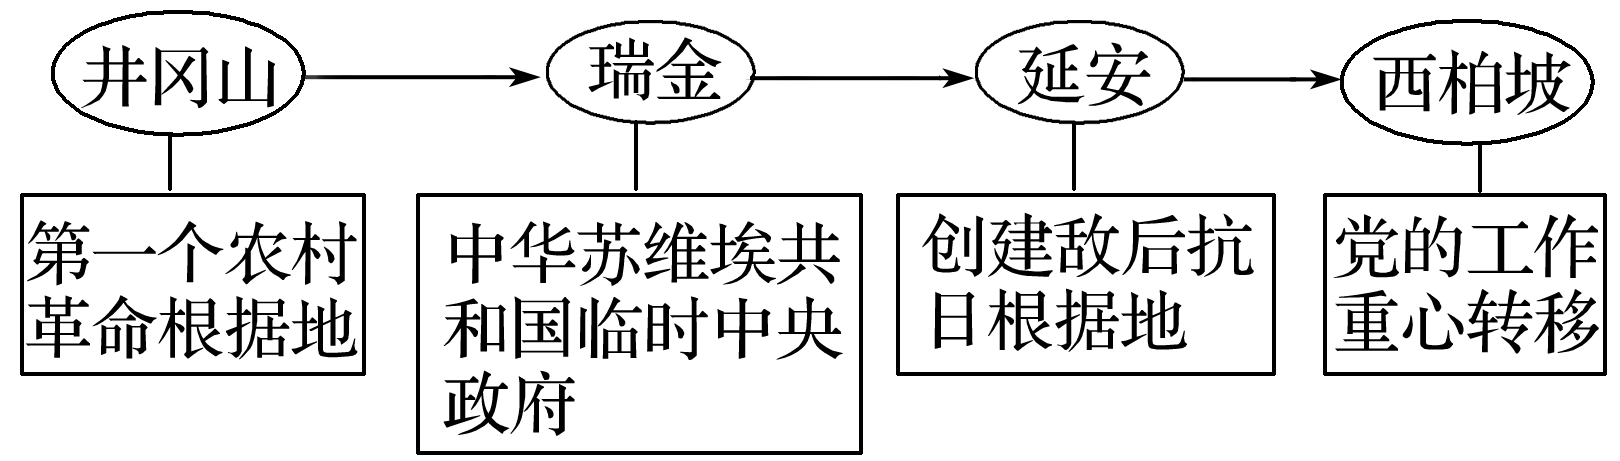 井冈山
瑞金
延安
西柏坡
第一个农村
革命根据地
中华苏维埃共
和国临时中央
政府
创建敌后抗
日根据地
党的工作
重心转移